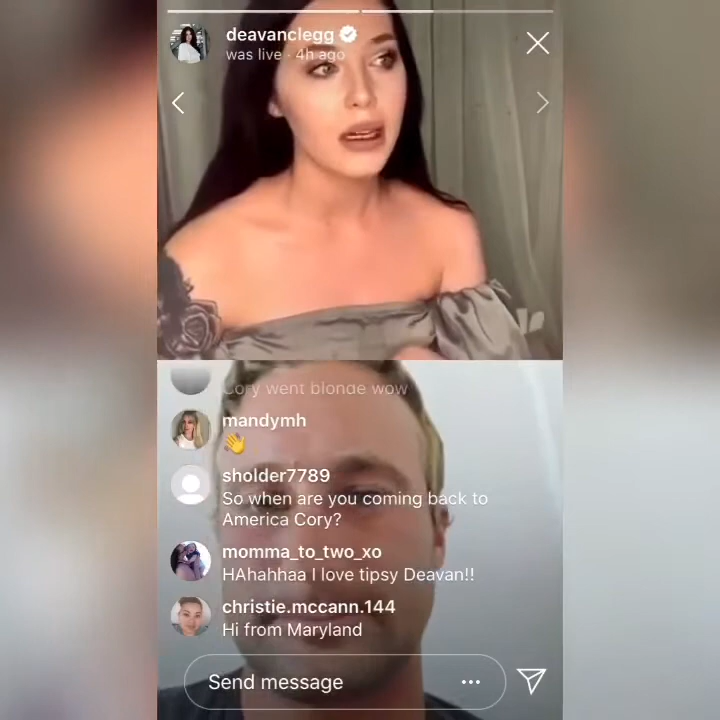 deavanclegg
was live · 4h ago
Cory went blonde wow
mandymh
👋
sholder7789
So when are you coming back to
America Cory?
momma_to_two_xo
HAhahhaa I love tipsy Deavan!!
christie.mccann.144
Hi from Maryland
Send message